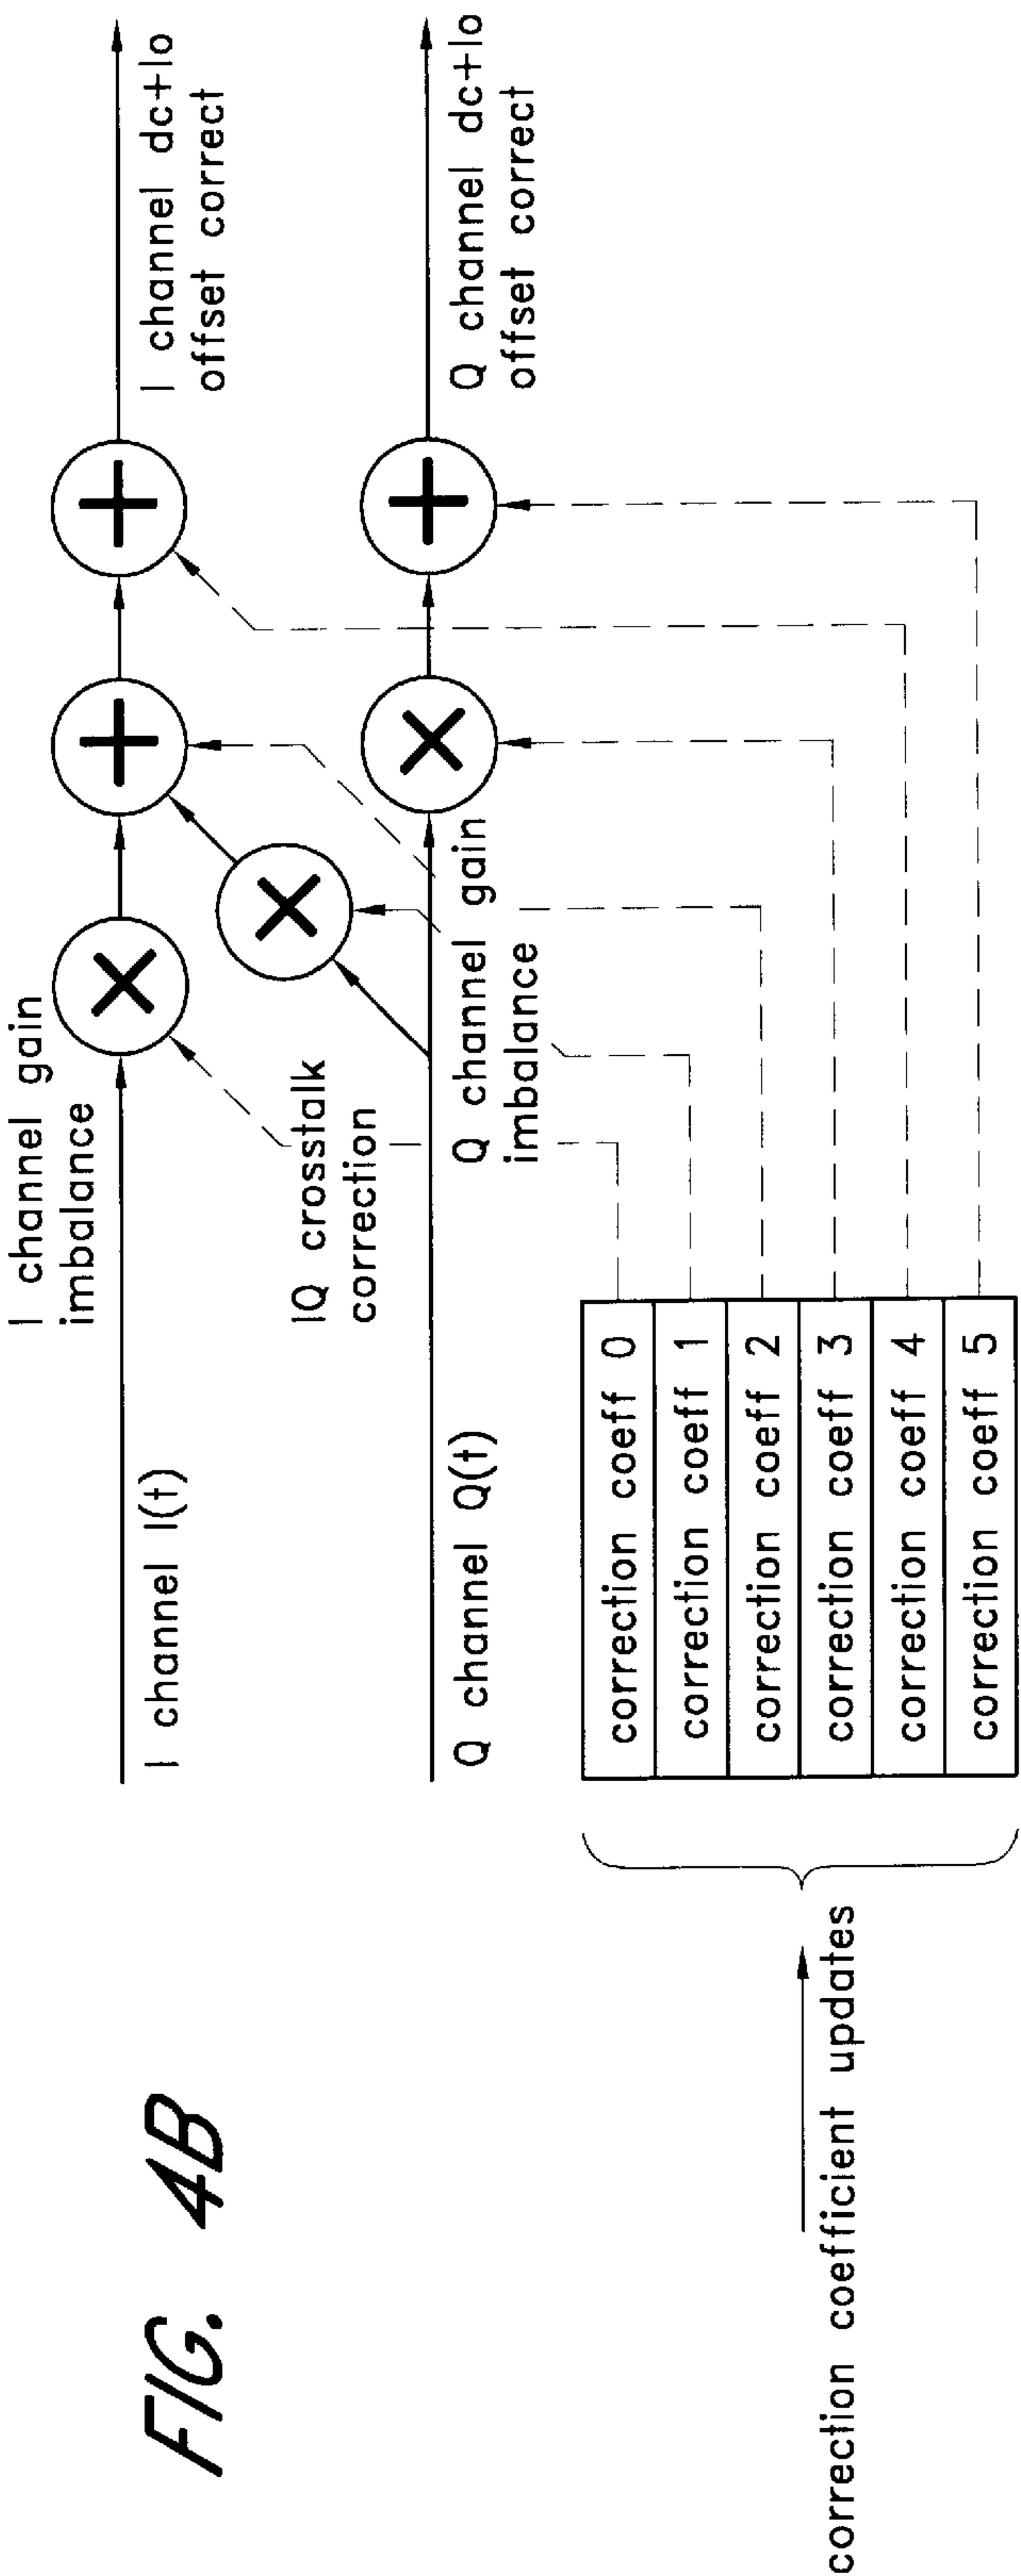 FIG. 4B
I channel I(t)
I channel gain
imbalance
I channel dc+lo
offset correct
IQ crosstalk
correction
Q channel Q(t)
Q channel gain
imbalance
Q channel dc+lo
offset correct
correction coeff 0
correction coeff 1
correction coeff 2
correction coeff 3
correction coeff 4
correction coeff 5
correction coefficient updates